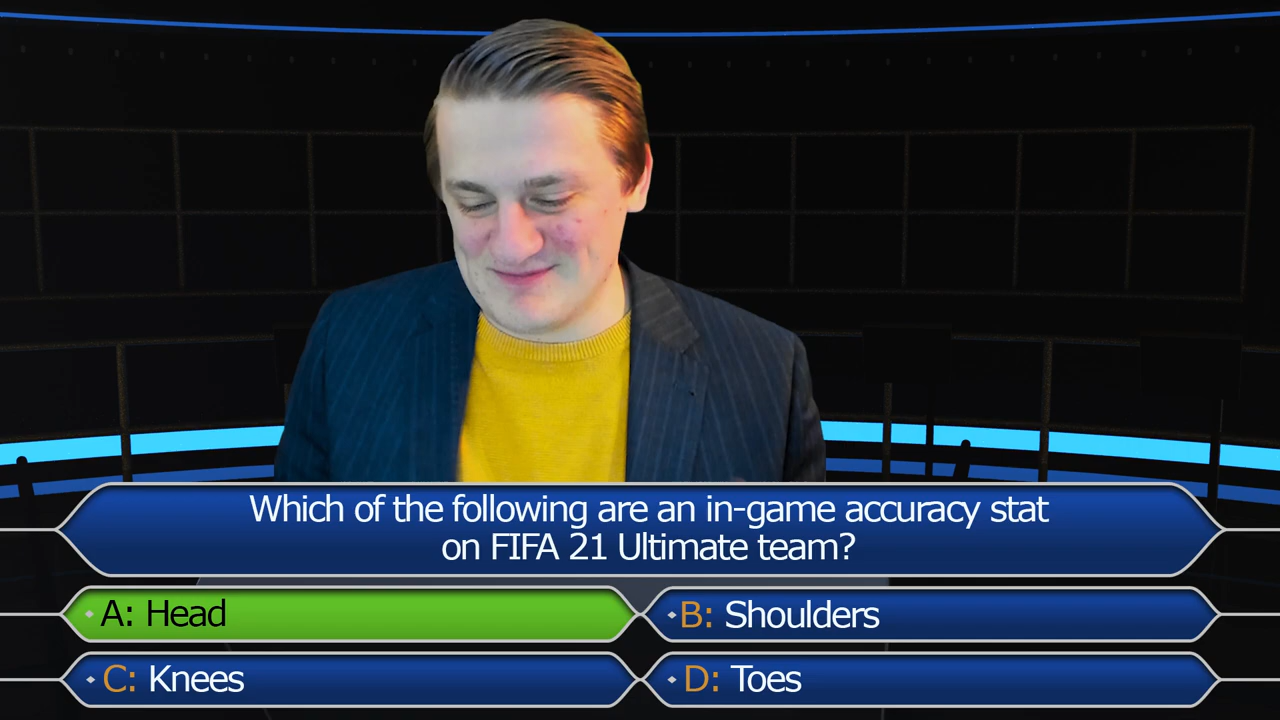 Which of the following are an in-game accuracy stat
on FIFA 21 Ultimate team?
A: Head
B: Shoulders
C: Knees
D: Toes